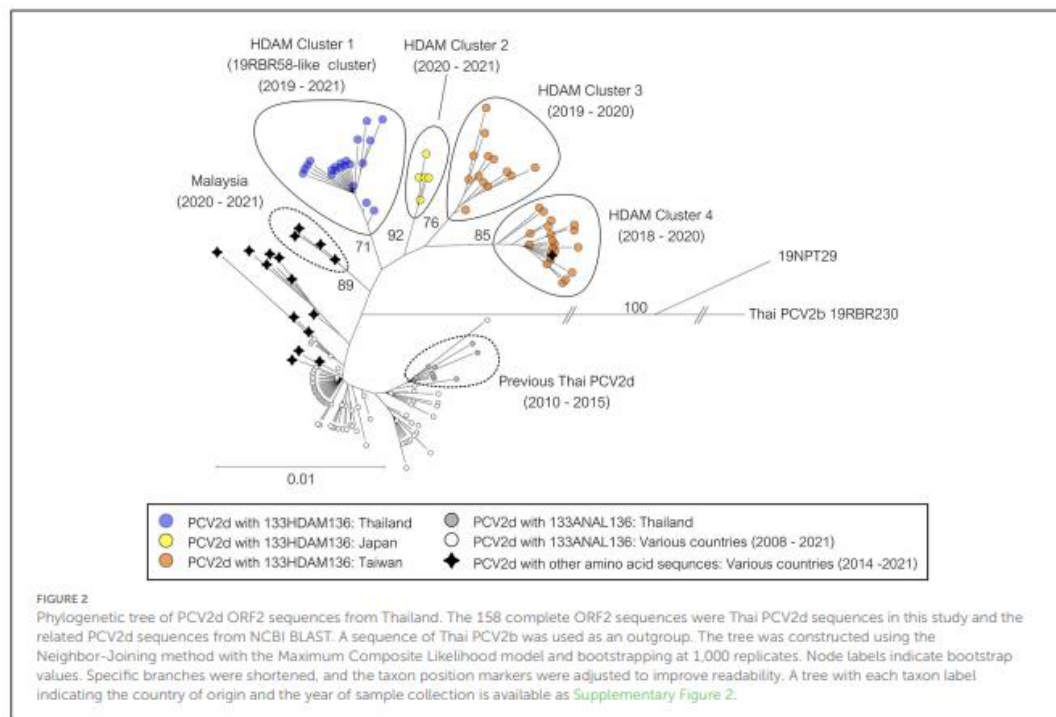 HDAM Cluster 1
(19RBR58-like cluster)
(2019 - 2021)
HDAM Cluster 2
(2020 - 2021)
HDAM Cluster 3
(2019 - 2020)
Malaysia
(2020 - 2021)
HDAM Cluster 4
(2018 - 2020)
71
92
76
85
89
19NPT29
100
Thai PCV2b 19RBR230
Previous Thai PCV2d
(2010 - 2015)
0.01
PCV2d with 133HDAM136: Thailand
PCV2d with 133HDAM136: Japan
PCV2d with 133HDAM136: Taiwan
PCV2d with 133ANAL136: Thailand
PCV2d with 133ANAL136: Various countries (2008 - 2021)
PCV2d with other amino acid sequnces: Various countries (2014 -2021)
FIGURE 2
Phylogenetic tree of PCV2d ORF2 sequences from Thailand. The 158 complete ORF2 sequences were Thai PCV2d sequences in this study and the
related PCV2d sequences from NCBI BLAST. A sequence of Thai PCV2b was used as an outgroup. The tree was constructed using the
Neighbor-Joining method with the Maximum Composite Likelihood model and bootstrapping at 1,000 replicates. Node labels indicate bootstrap
values. Specific branches were shortened, and the taxon position markers were adjusted to improve readability. A tree with each taxon label
indicating the country of origin and the year of sample collection is available as Supplementary Figure 2.